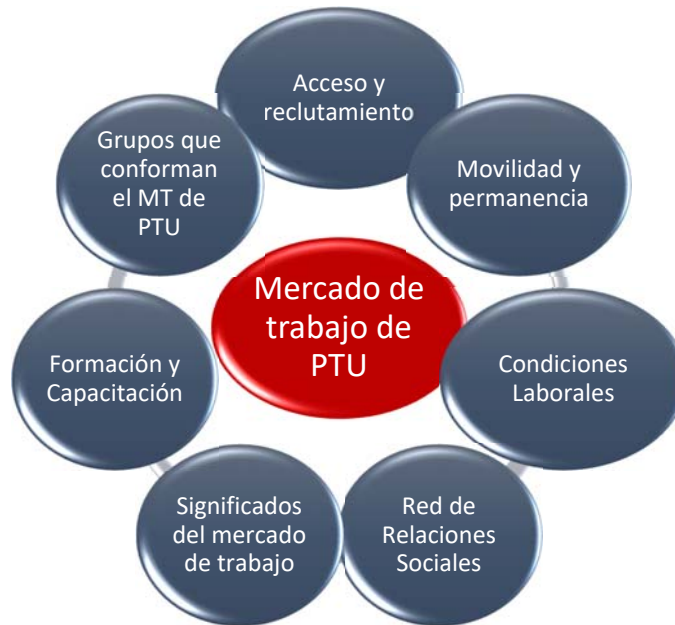 Acceso y
reclutamiento
Movilidad y
permanencia
Condiciones
Laborales
Red de
Relaciones
Sociales
Significados
del mercado
de trabajo
Formación y
Capacitación
Grupos que
conforman
el MT de
PTU
Mercado de
trabajo de
PTU